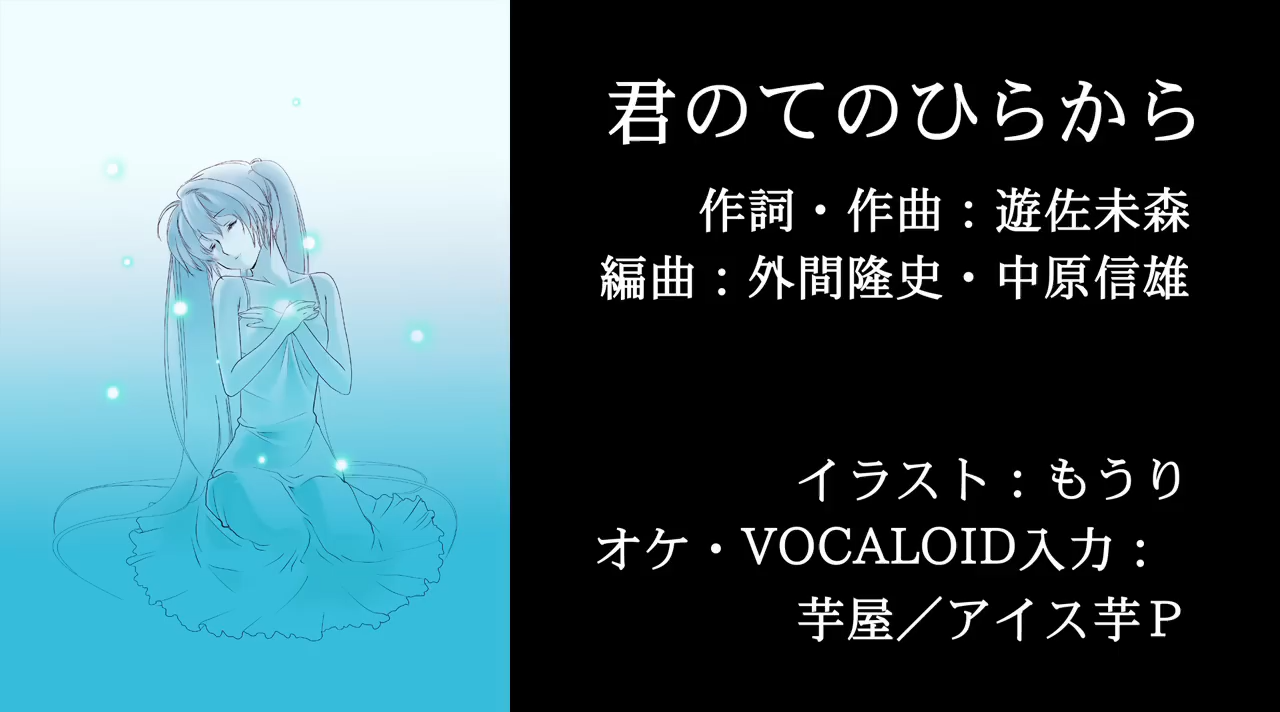 君のてのひらから
作詞・作曲：遊佐未森
編曲：外間隆史・中原信雄
イラスト：もうり
オケ・VOCALOID入力：
芋屋／アイス芋Ｐ